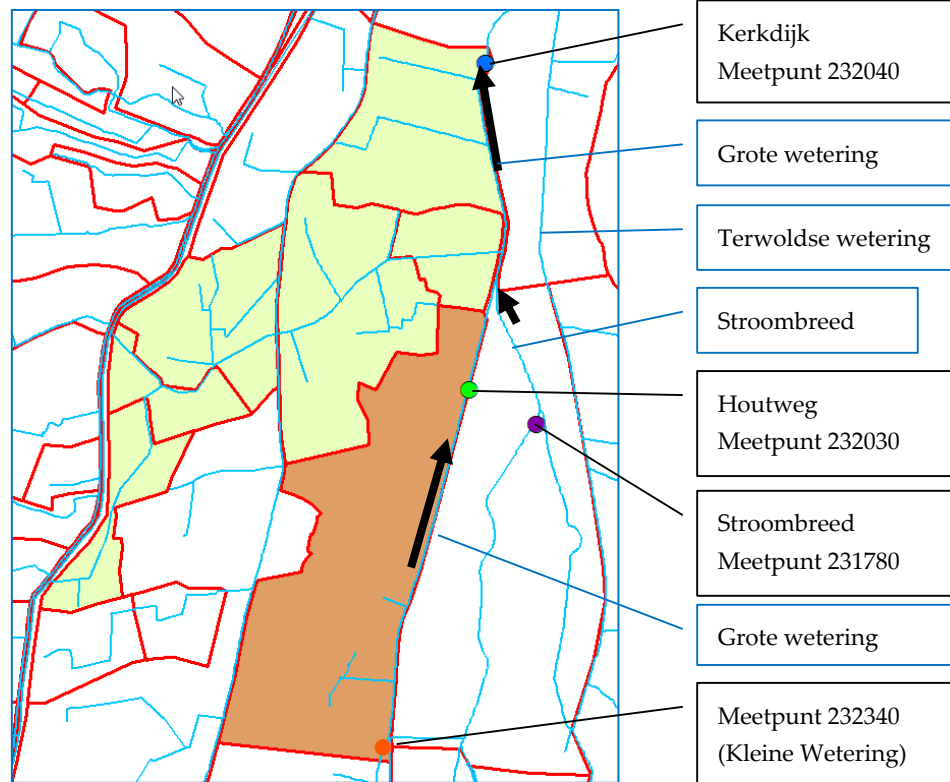 Kerkdijk
Meetpunt 232040
Grote wetering
Terwoldse wetering
Stroombreed
Houtweg
Meetpunt 232030
Stroombreed
Meetpunt 231780
Grote wetering
Meetpunt 232340
(Kleine Wetering)